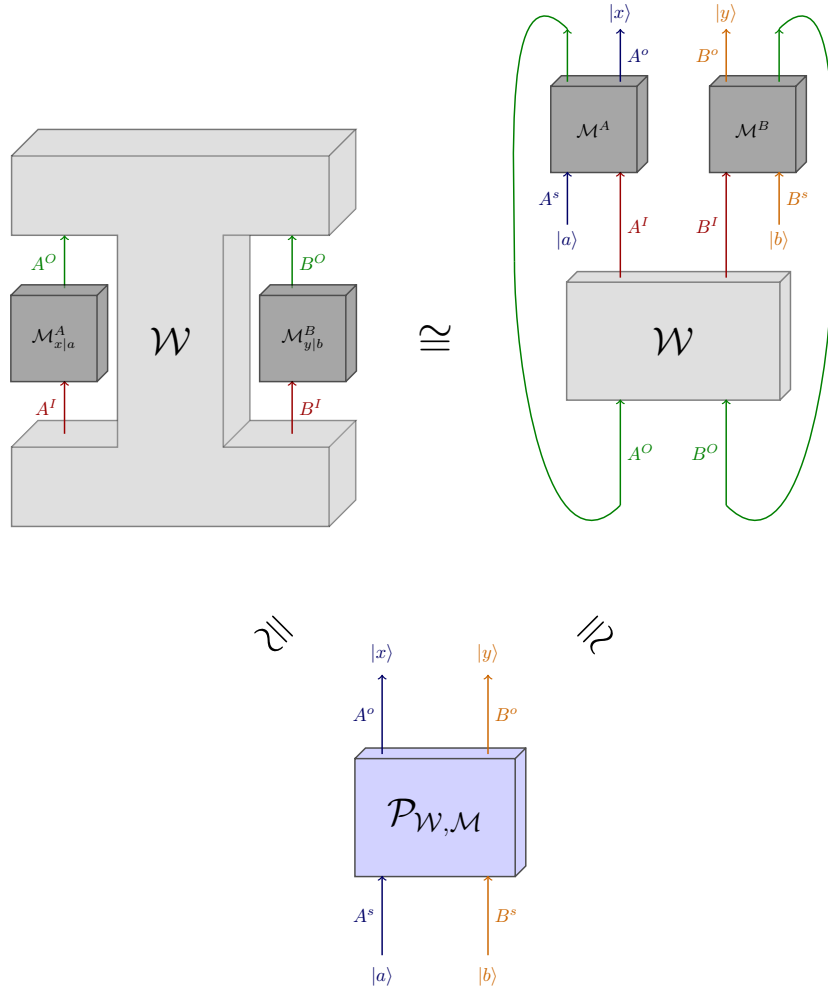 |x⟩ |y⟩
A^o B^o
𝓜^A 𝓜^B
A^s A^I B^I B^s
|a⟩ |b⟩
A^O B^O
𝓜^A_{x|a} 𝓦 𝓜^B_{y|b} ≅ 𝓦
A^I B^I
A^O B^O
≅ ≅
|x⟩ |y⟩
A^o B^o
𝓟_{𝓦,𝓜}
A^s B^s
|a⟩ |b⟩